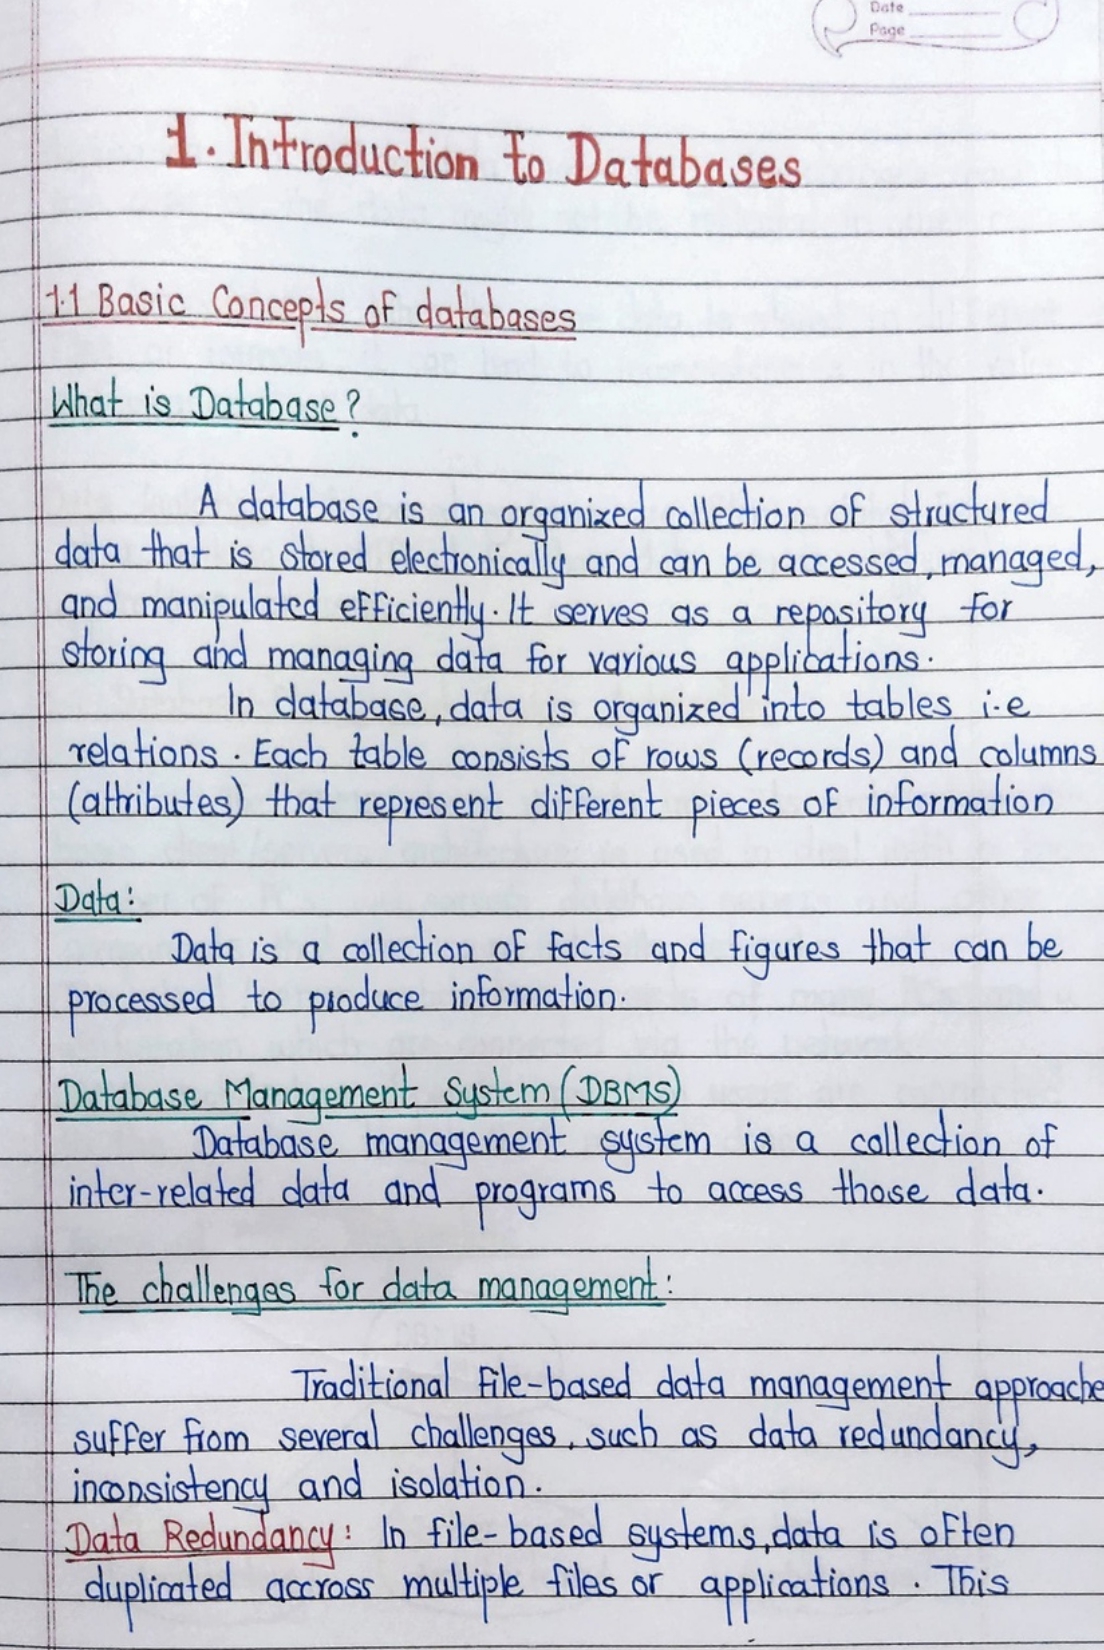 Date
Page
1. Introduction to Databases
1.1 Basic Concepts of databases
What is Database?
A database is an organized collection of structured
data that is stored electronically and can be accessed, managed,
and manipulated efficiently. It serves as a repository for
storing and managing data for various applications.
In database, data is organized into tables i.e
relations. Each table consists of rows (records) and columns
(attributes) that represent different pieces of information
Data:
Data is a collection of facts and figures that can be
processed to produce information.
Database Management System (DBMS)
Database management system is a collection of
inter-related data and programs to access those data.
The challenges for data management:
Traditional file-based data management approache
suffer from several challenges, such as data redundancy,
inconsistency and isolation.
Data Redundancy: In file-based systems, data is often
duplicated accross multiple files or applications. This